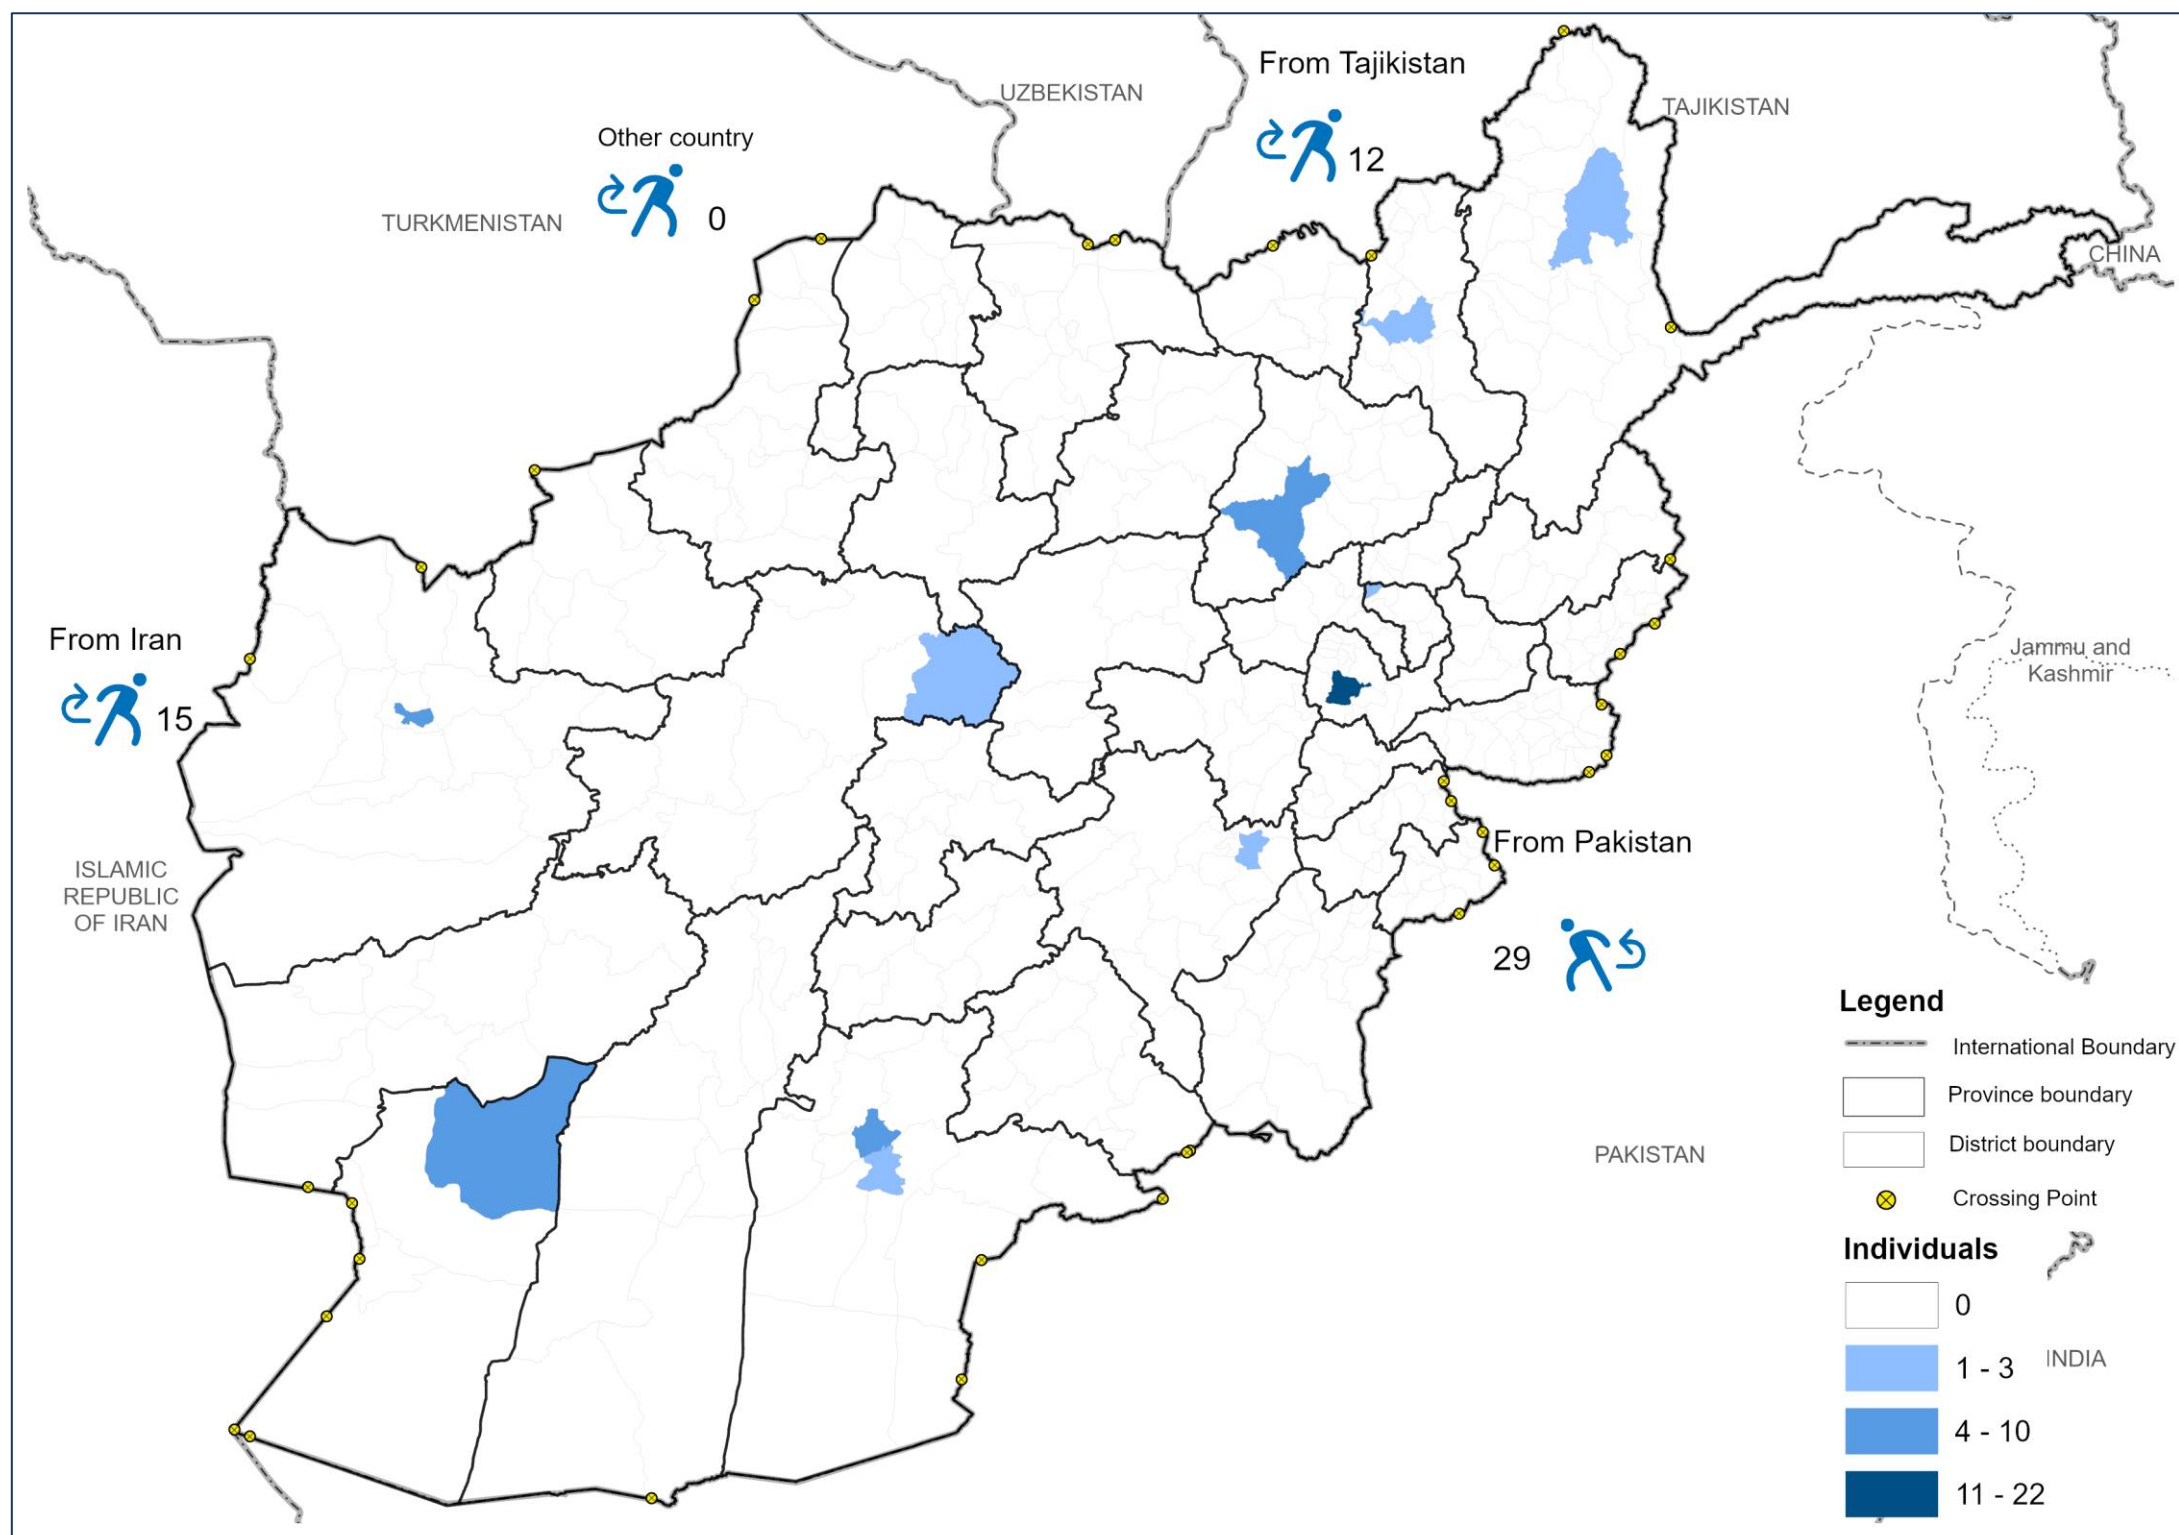 From Tajikistan
12
UZBEKISTAN
TAJIKISTAN
Other country
0
TURKMENISTAN
CHINA
From Iran
15
Jammu and
Kashmir
ISLAMIC
REPUBLIC
OF IRAN
From Pakistan
29
PAKISTAN
Legend
International Boundary
Province boundary
District boundary
Crossing Point
Individuals
0
1 - 3
INDIA
4 - 10
11 - 22